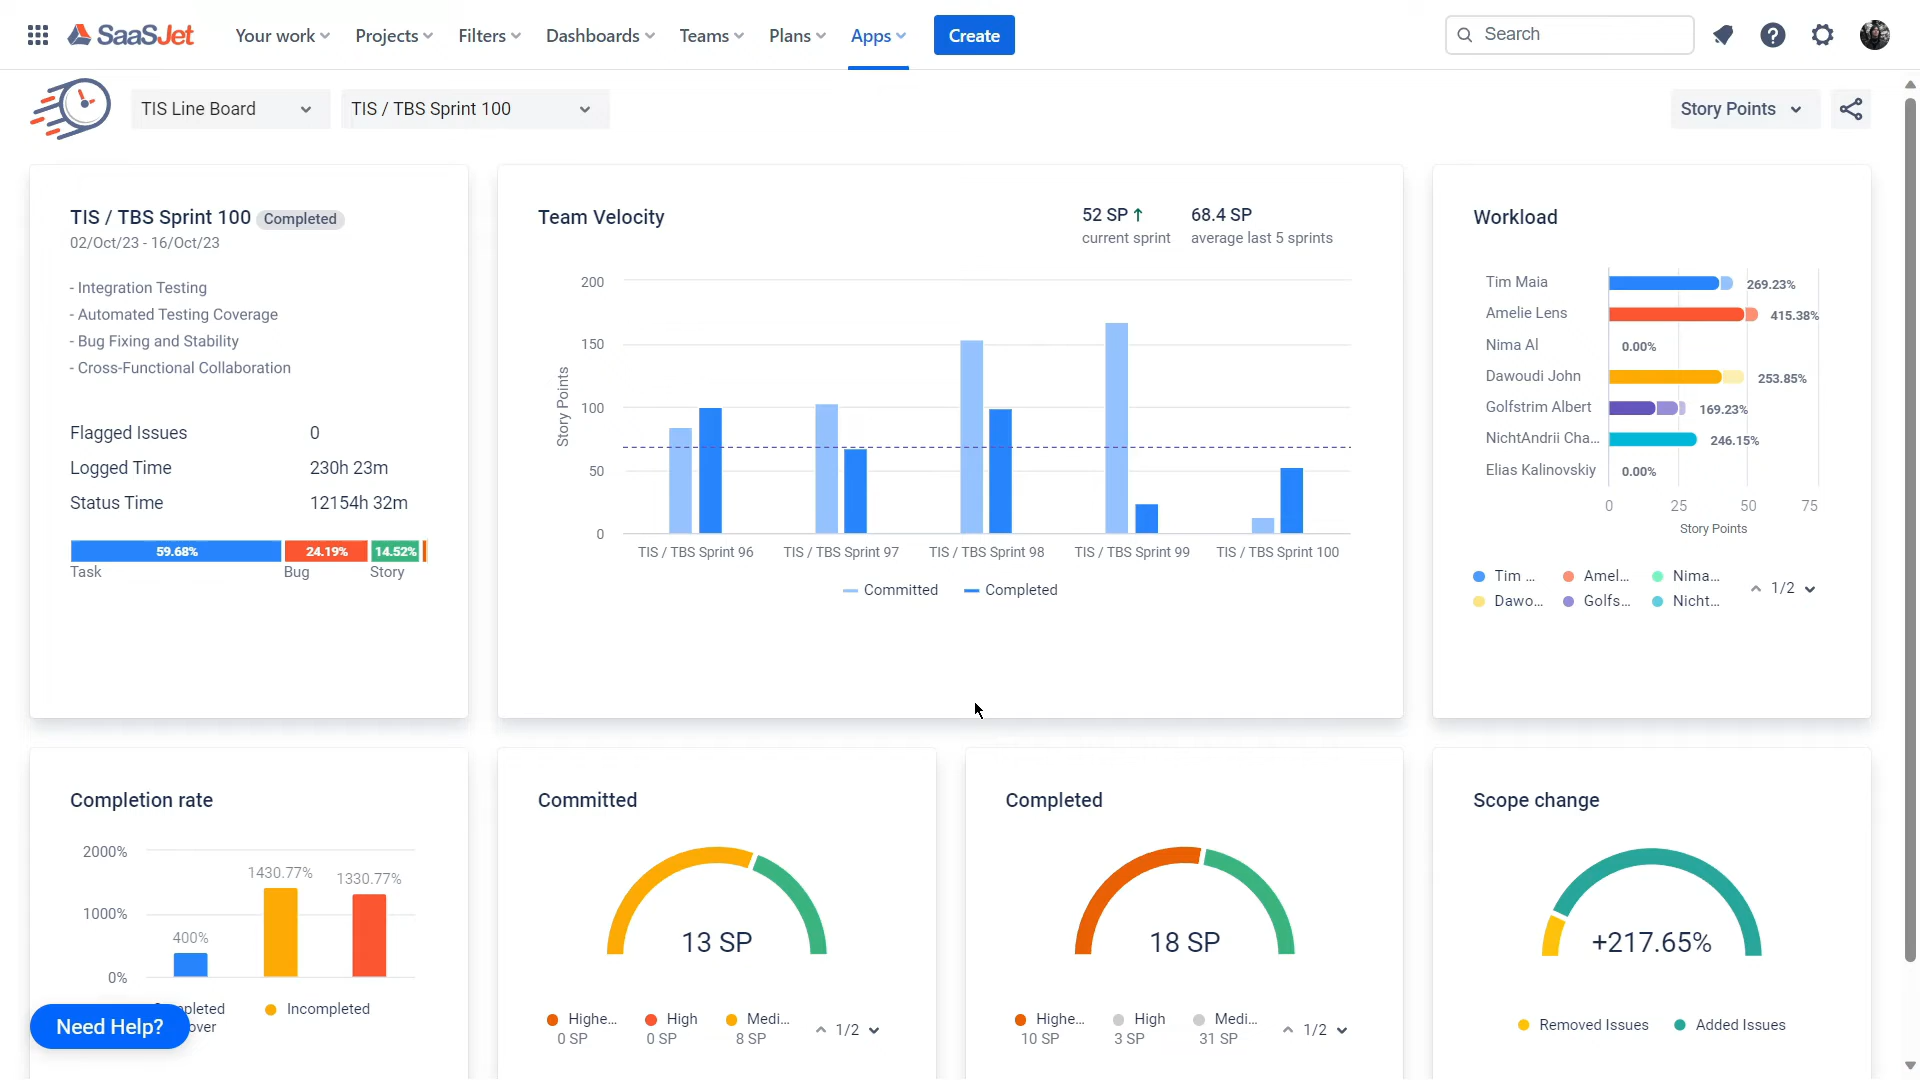 SaaSJet
Your work
Projects
Filters
Dashboards
Teams
Plans
Apps
Create
Search
TIS Line Board
TIS / TBS Sprint 100
Story Points
TIS / TBS Sprint 100 Completed
02/Oct/23 - 16/Oct/23
- Integration Testing
- Automated Testing Coverage
- Bug Fixing and Stability
- Cross-Functional Collaboration
Flagged Issues 0
Logged Time 230h 23m
Status Time 12154h 32m
59.68% 24.19% 14.52%
Task Bug Story
Team Velocity
52 SP ↑
current sprint
68.4 SP
average last 5 sprints
Story Points
200
150
100
50
0
TIS / TBS Sprint 96
TIS / TBS Sprint 97
TIS / TBS Sprint 98
TIS / TBS Sprint 99
TIS / TBS Sprint 100
Committed
Completed
Workload
Tim Maia 269.23%
Amelie Lens 415.38%
Nima Al 0.00%
Dawoudi John 253.85%
Golfstrim Albert 169.23%
NichtAndrii Cha... 246.15%
Elias Kalinovskiy 0.00%
0 25 50 75
Story Points
Tim ... Amel... Nima...
Dawo... Golfs... Nicht...
1/2
Completion rate
2000%
1000%
0%
400%
1430.77%
1330.77%
Incompleted
Need Help?
Committed
13 SP
Highe... High Medi...
0 SP 0 SP 8 SP
1/2
Completed
18 SP
Highe... High Medi...
10 SP 3 SP 31 SP
1/2
Scope change
+217.65%
Removed Issues
Added Issues